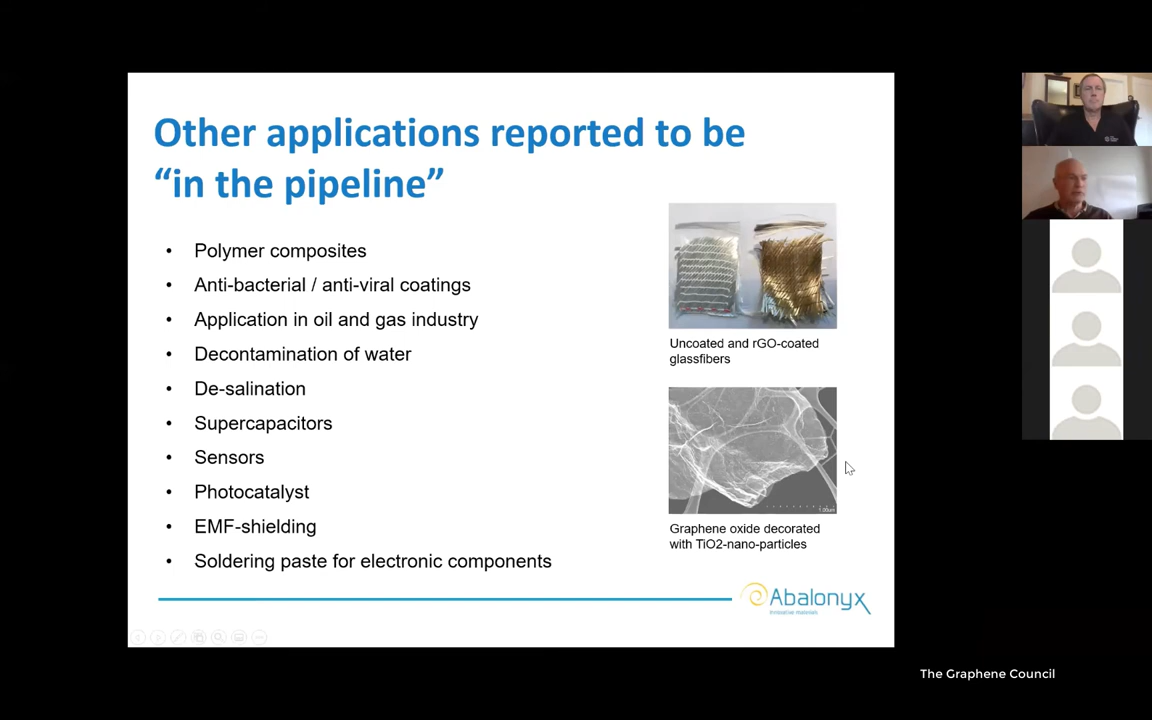 Other applications reported to be
“in the pipeline”
• Polymer composites
• Anti-bacterial / anti-viral coatings
• Application in oil and gas industry
• Decontamination of water
• De-salination
• Supercapacitors
• Sensors
• Photocatalyst
• EMF-shielding
• Soldering paste for electronic components
Uncoated and rGO-coated
glassfibers
Graphene oxide decorated
with TiO2-nano-particles
Abalonyx
Innovative materials
The Graphene Council